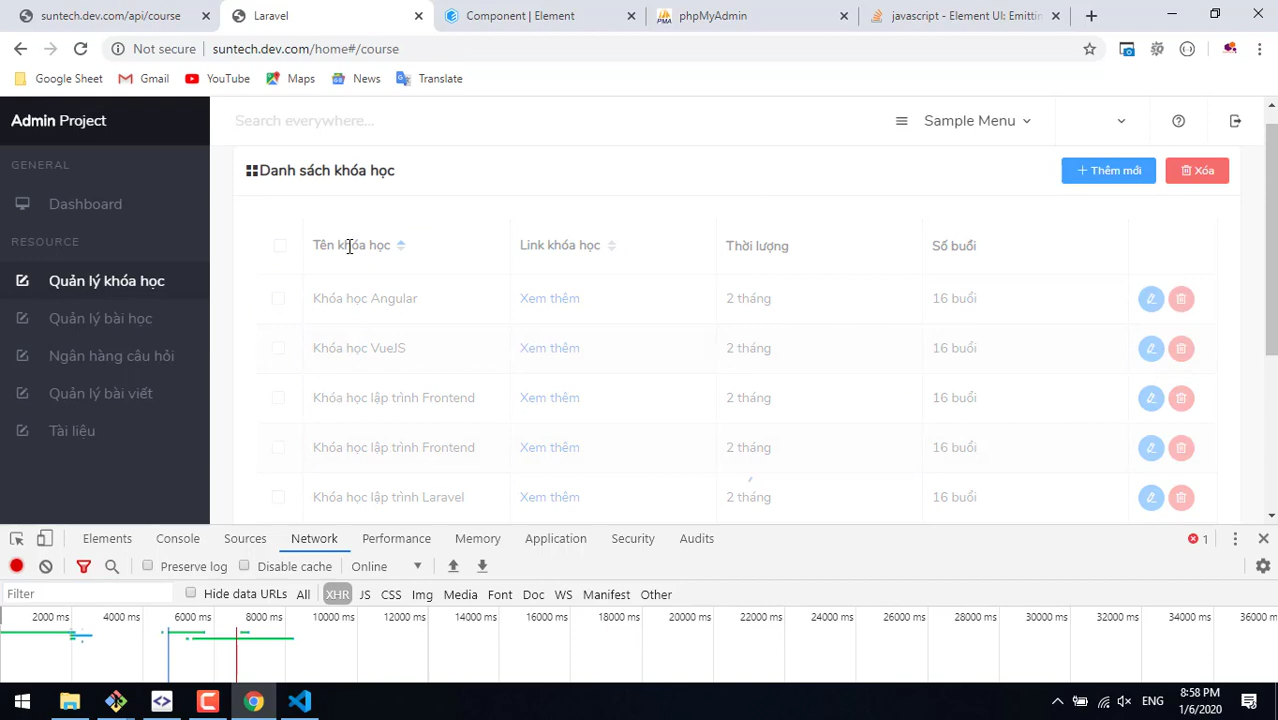 suntech.dev.com/api/course
Laravel
Component | Element
phpMyAdmin
javascript - Element UI: Emittin
Not secure
suntech.dev.com/home#/course
Google Sheet
Gmail
YouTube
Maps
News
Translate
Admin Project
Search everywhere...
Sample Menu
GENERAL
Danh sách khóa học
Thêm mới
Xóa
Dashboard
RESOURCE
Tên khóa học
Link khóa học
Thời lượng
Số buổi
Quản lý khóa học
Khóa học Angular
Xem thêm
2 tháng
16 buổi
Quản lý bài học
Khóa học VueJS
Xem thêm
2 tháng
16 buổi
Ngân hàng câu hỏi
Quản lý bài viết
Khóa học lập trình Frontend
Xem thêm
2 tháng
16 buổi
Tài liệu
Khóa học lập trình Frontend
Xem thêm
2 tháng
16 buổi
Khóa học lập trình Laravel
Xem thêm
2 tháng
16 buổi
Elements
Console
Sources
Network
Performance
Memory
Application
Security
Audits
1
Preserve log
Disable cache
Online
Filter
Hide data URLs
All
XHR
JS
CSS
Img
Media
Font
Doc
WS
Manifest
Other
2000 ms
4000 ms
6000 ms
8000 ms
10000 ms
12000 ms
14000 ms
16000 ms
18000 ms
20000 ms
22000 ms
24000 ms
26000 ms
28000 ms
30000 ms
32000 ms
34000 ms
36000 m
ENG
8:58 PM
1/6/2020